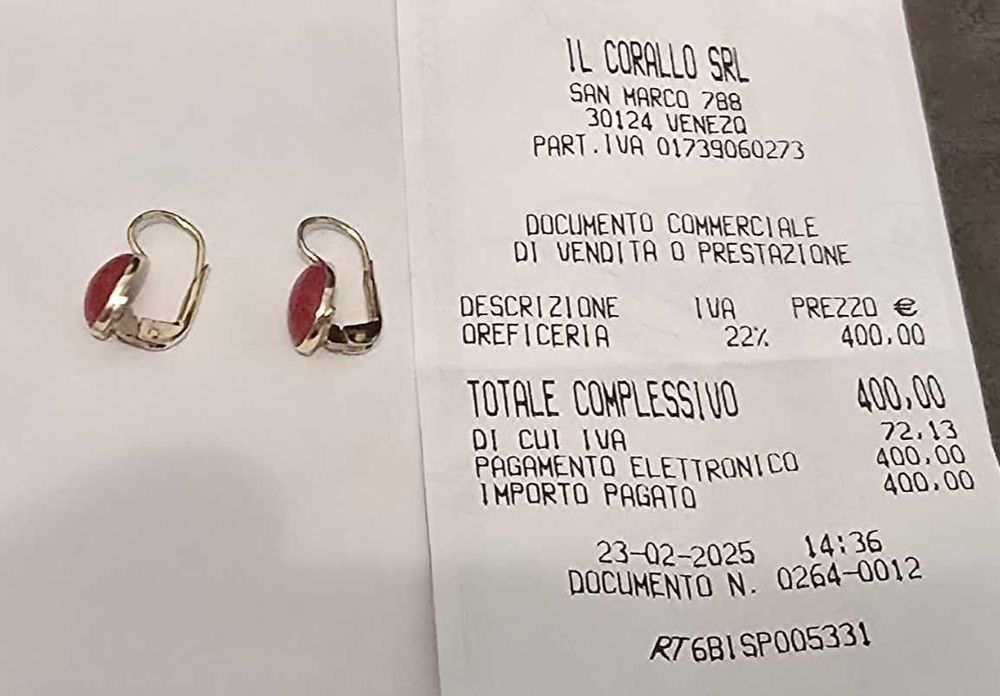 IL CORALLO SRL
SAN MARCO 788
30124 VENEZQ
PART.IVA 01739060273
DOCUMENTO COMMERCIALE
DI VENDITA O PRESTAZIONE
DESCRIZIONE IVA PREZZO €
OREFICERIA 22% 400,00
TOTALE COMPLESSIVO 400,00
DI CUI IVA 72,13
PAGAMENTO ELETTRONICO 400,00
IMPORTO PAGATO 400,00
23-02-2025 14:36
DOCUMENTO N. 0264-0012
RT6BISP005331